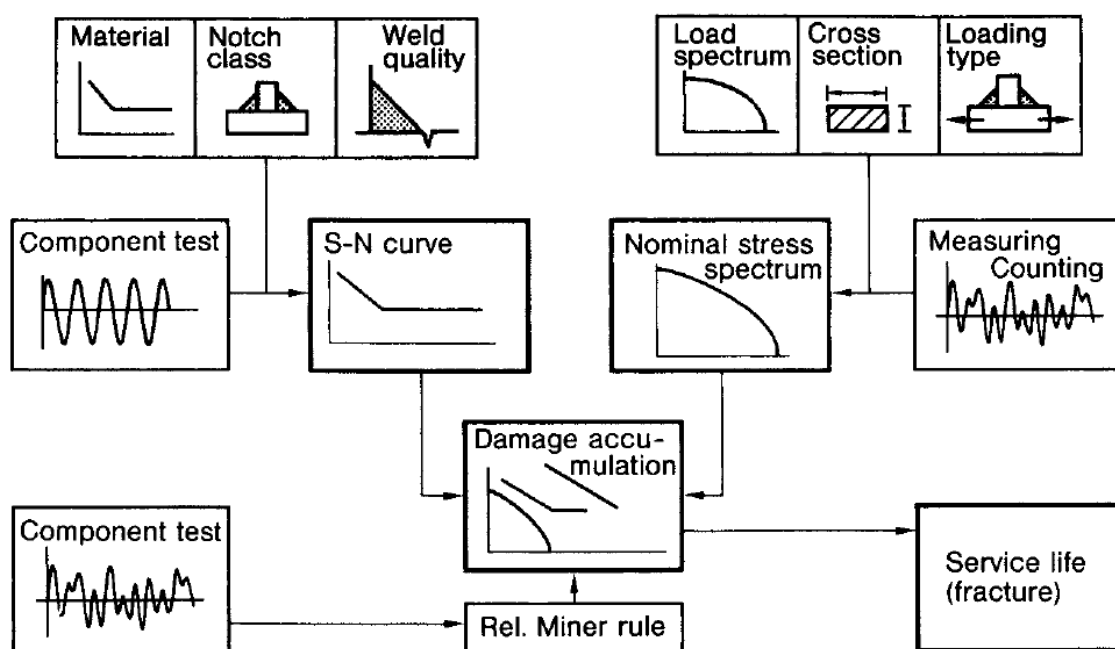 Material
Notch
class
Weld
quality
Load
spectrum
Cross
section
Loading
type
Component test
S-N curve
Nominal stress
spectrum
Measuring
Counting
Damage accu-
mulation
Component test
Rel. Miner rule
Service life
(fracture)